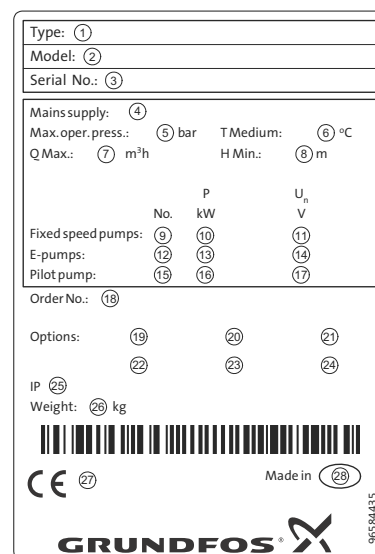 Type: 1
Model: 2
Serial No.: 3
Mains supply: 4
Max. oper. press.: 5 bar T Medium: 6 °C
Q Max.: 7 m³h H Min.: 8 m
P Un
No. kW V
Fixed speed pumps: 9 10 11
E-pumps: 12 13 14
Pilot pump: 15 16 17
Order No.: 18
Options: 19 20 21
22 23 24
IP 25
Weight: 26 kg
CE 27 Made in 28
96584435
GRUNDFOS